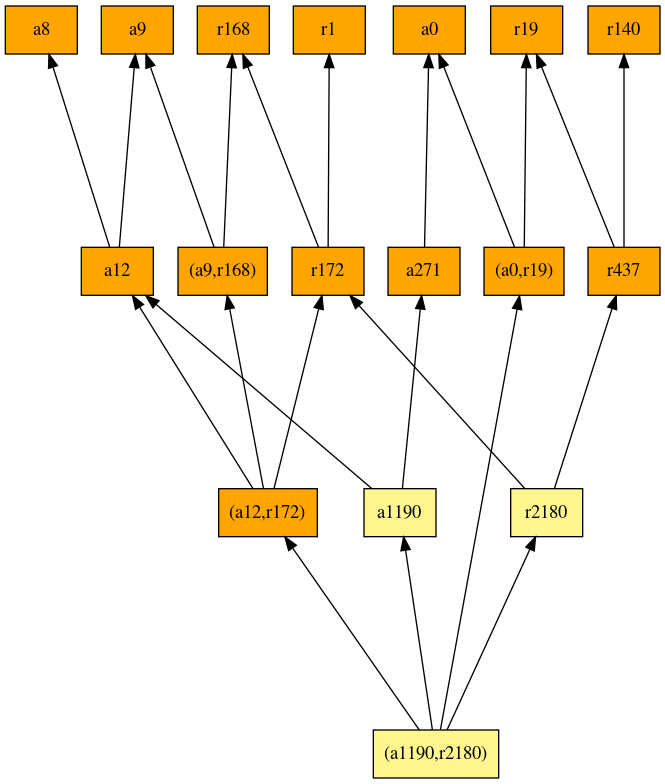 a8
a9
r168
r1
a0
r19
r140
a12
(a9,r168)
r172
a271
(a0,r19)
r437
(a12,r172)
a1190
r2180
(a1190,r2180)